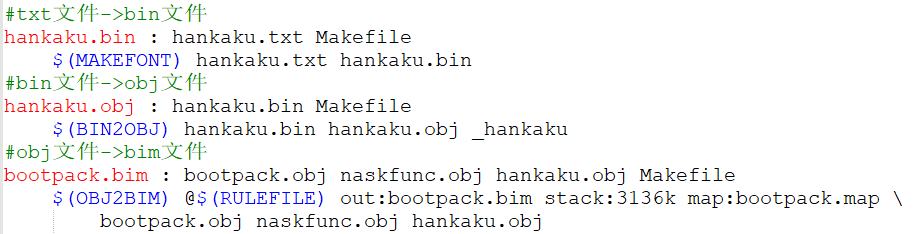 #txt文件->bin文件
hankaku.bin : hankaku.txt Makefile
    $(MAKEFONT) hankaku.txt hankaku.bin
#bin文件->obj文件
hankaku.obj : hankaku.bin Makefile
    $(BIN2OBJ) hankaku.bin hankaku.obj _hankaku
#obj文件->bim文件
bootpack.bim : bootpack.obj naskfunc.obj hankaku.obj Makefile
    $(OBJ2BIM) @$(RULEFILE) out:bootpack.bim stack:3136k map:bootpack.map \
        bootpack.obj naskfunc.obj hankaku.obj